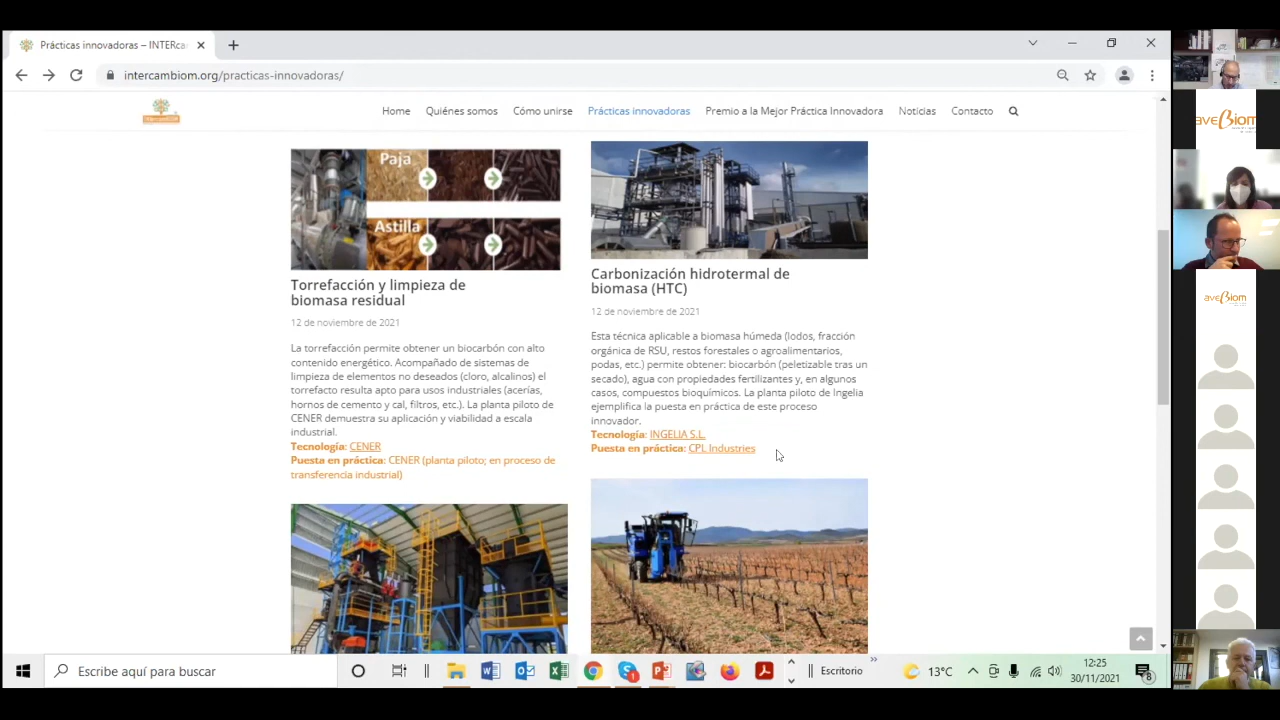 Prácticas innovadoras – INTERca
intercambiom.org/practicas-innovadoras/
Home Quiénes somos Cómo unirse Prácticas innovadoras Premio a la Mejor Práctica Innovadora Noticias Contacto
Paja
Astilla
Torrefacción y limpieza de
biomasa residual
12 de noviembre de 2021
La torrefacción permite obtener un biocarbón con alto
contenido energético. Acompañado de sistemas de
limpieza de elementos no deseados (cloro, alcalinos) el
torrefacto resulta apto para usos industriales (acerías,
hornos de cemento y cal, filtros, etc.). La planta piloto de
CENER demuestra su aplicación y viabilidad a escala
industrial.
Tecnología: CENER
Puesta en práctica: CENER (planta piloto; en proceso de
transferencia industrial)
Carbonización hidrotermal de
biomasa (HTC)
12 de noviembre de 2021
Esta técnica aplicable a biomasa húmeda (lodos, fracción
orgánica de RSU, restos forestales o agroalimentarios,
podas, etc.) permite obtener: biocarbón (peletizable tras un
secado), agua con propiedades fertilizantes y, en algunos
casos, compuestos bioquímicos. La planta piloto de Ingelia
ejemplifica la puesta en práctica de este proceso
innovador.
Tecnología: INGELIA S.L.
Puesta en práctica: CPL Industries
aveBiom
aveBiom
Escribe aquí para buscar
Escritorio
13°C
12:25
30/11/2021
8